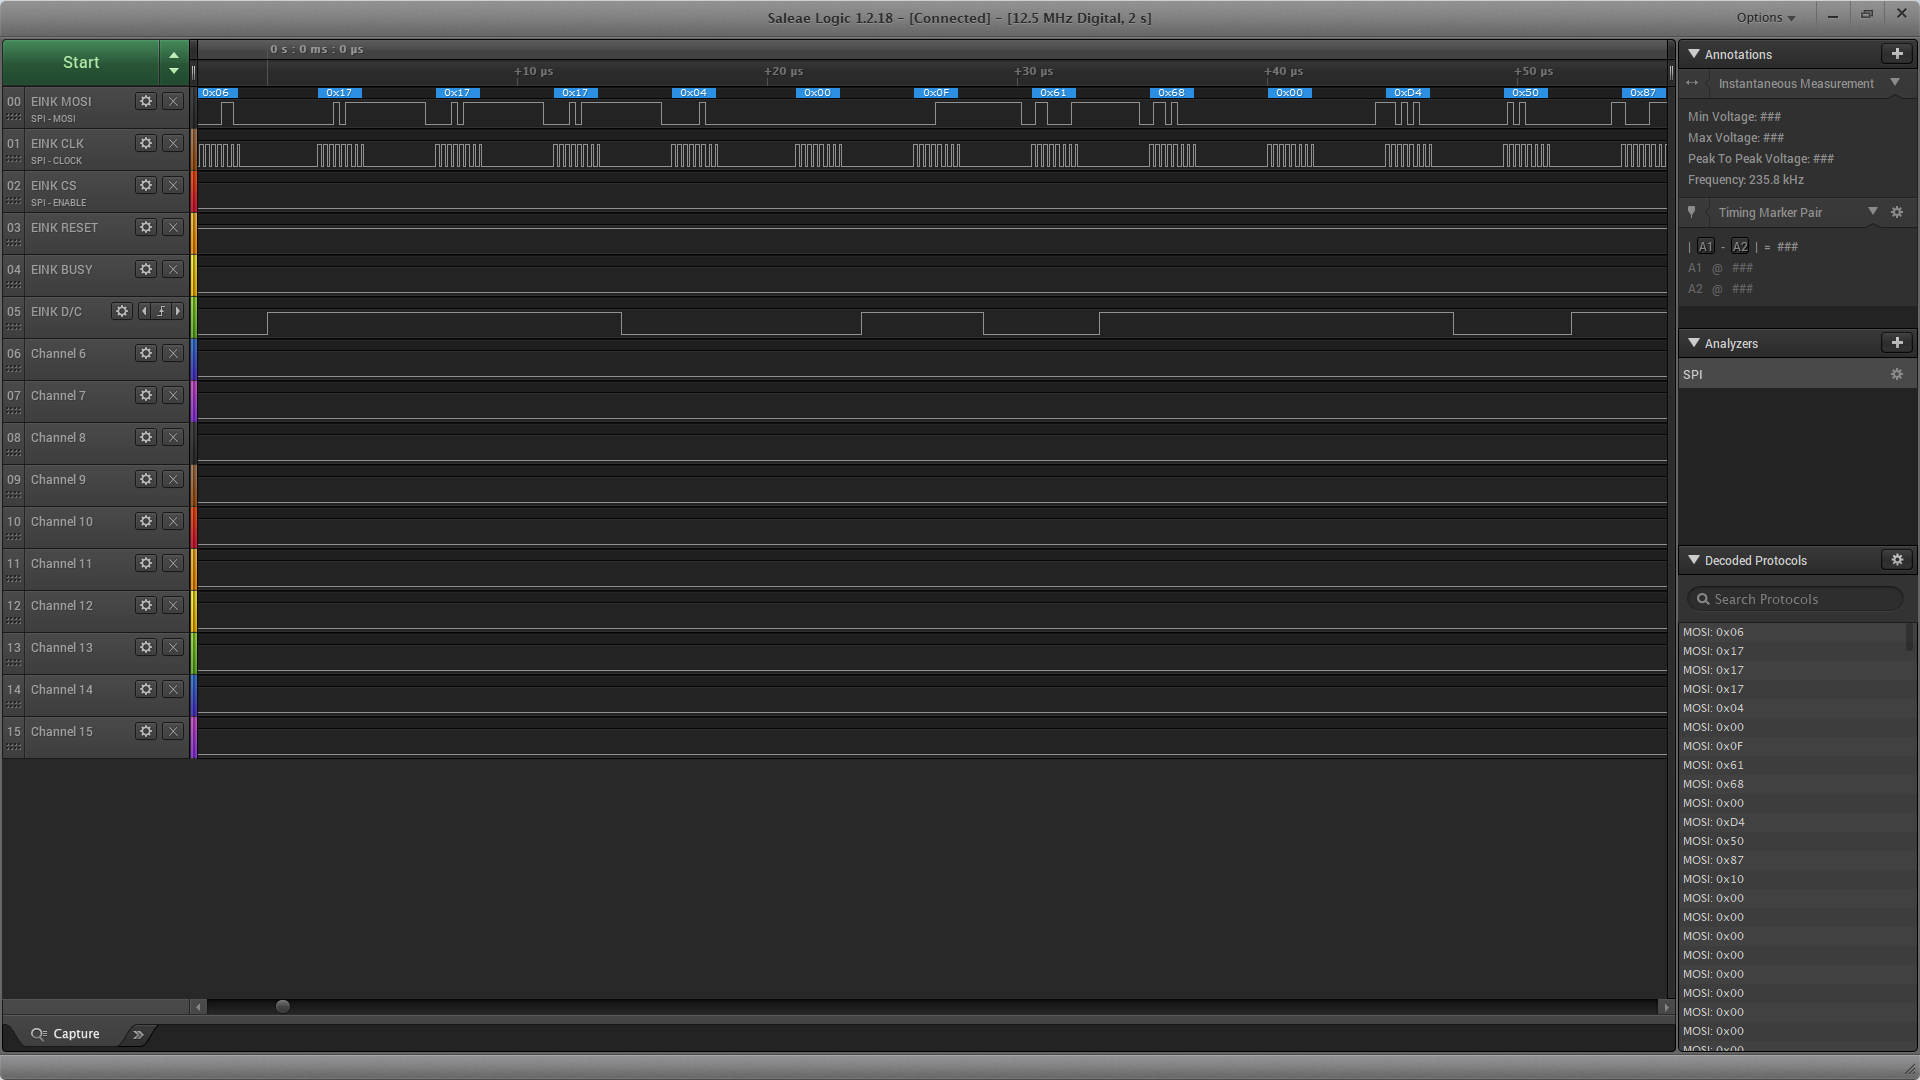 Saleae Logic 1.2.18 - [Connected] - [12.5 MHz Digital, 2 s]
Options
Start
0 s : 0 ms : 0 µs
+10 µs
+20 µs
+30 µs
+40 µs
+50 µs
0x06
0x17
0x17
0x17
0x04
0x00
0x0F
0x61
0x68
0x00
0xD4
0x50
0x87
00 EINK MOSI
SPI - MOSI
01 EINK CLK
SPI - CLOCK
02 EINK CS
SPI - ENABLE
03 EINK RESET
04 EINK BUSY
05 EINK D/C
06 Channel 6
07 Channel 7
08 Channel 8
09 Channel 9
10 Channel 10
11 Channel 11
12 Channel 12
13 Channel 13
14 Channel 14
15 Channel 15
Capture
Annotations
Instantaneous Measurement
Min Voltage: ###
Max Voltage: ###
Peak To Peak Voltage: ###
Frequency: 235.8 kHz
Timing Marker Pair
| A1 - A2 | = ###
A1 @ ###
A2 @ ###
Analyzers
SPI
Decoded Protocols
Search Protocols
MOSI: 0x06
MOSI: 0x17
MOSI: 0x17
MOSI: 0x17
MOSI: 0x04
MOSI: 0x00
MOSI: 0x0F
MOSI: 0x61
MOSI: 0x68
MOSI: 0x00
MOSI: 0xD4
MOSI: 0x50
MOSI: 0x87
MOSI: 0x10
MOSI: 0x00
MOSI: 0x00
MOSI: 0x00
MOSI: 0x00
MOSI: 0x00
MOSI: 0x00
MOSI: 0x00
MOSI: 0x00
MOSI: 0x00